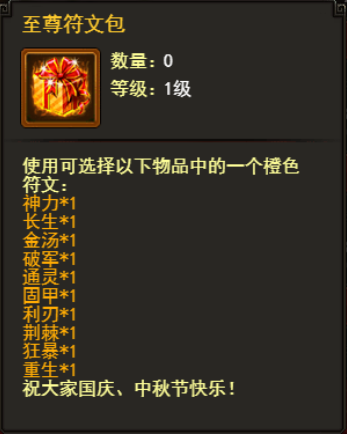 至尊符文包
数量：0
等级：1级
使用可选择以下物品中的一个橙色
符文：
神力*1
长生*1
金汤*1
破军*1
通灵*1
固甲*1
利刃*1
荆棘*1
狂暴*1
重生*1
祝大家国庆、中秋节快乐！